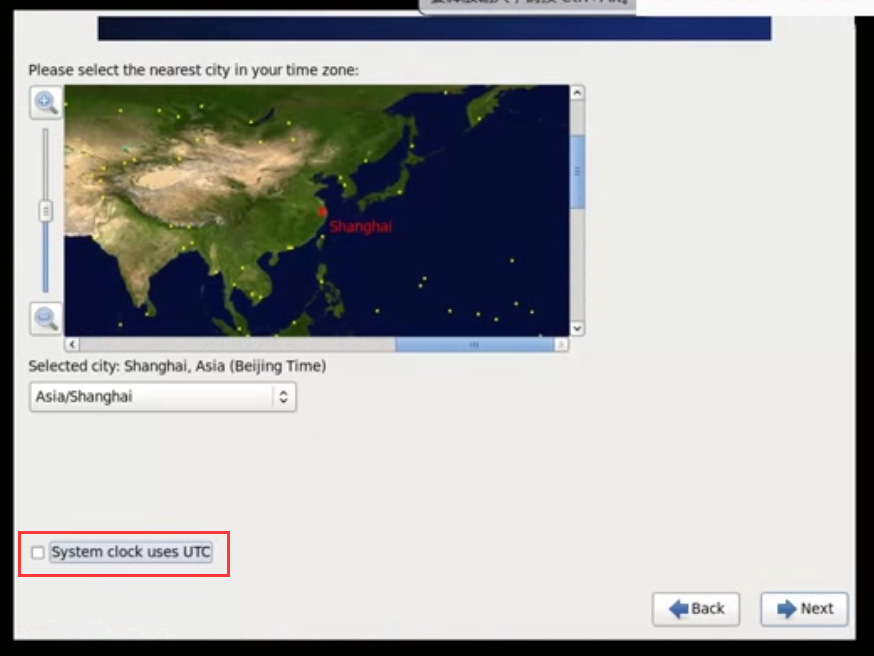 Please select the nearest city in your time zone:
Shanghai
Selected city: Shanghai, Asia (Beijing Time)
Asia/Shanghai
System clock uses UTC
Back
Next